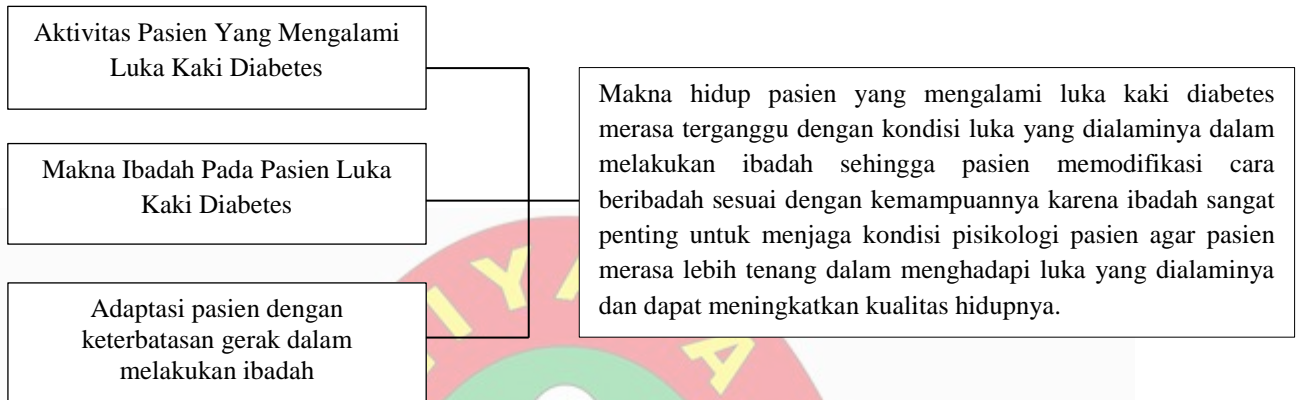 Aktivitas Pasien Yang Mengalami
Luka Kaki Diabetes
Makna Ibadah Pada Pasien Luka
Kaki Diabetes
Adaptasi pasien dengan
keterbatasan gerak dalam
melakukan ibadah
Makna hidup pasien yang mengalami luka kaki diabetes
merasa terganggu dengan kondisi luka yang dialaminya dalam
melakukan ibadah sehingga pasien memodifikasi cara
beribadah sesuai dengan kemampuannya karena ibadah sangat
penting untuk menjaga kondisi pisikologi pasien agar pasien
merasa lebih tenang dalam menghadapi luka yang dialaminya
dan dapat meningkatkan kualitas hidupnya.